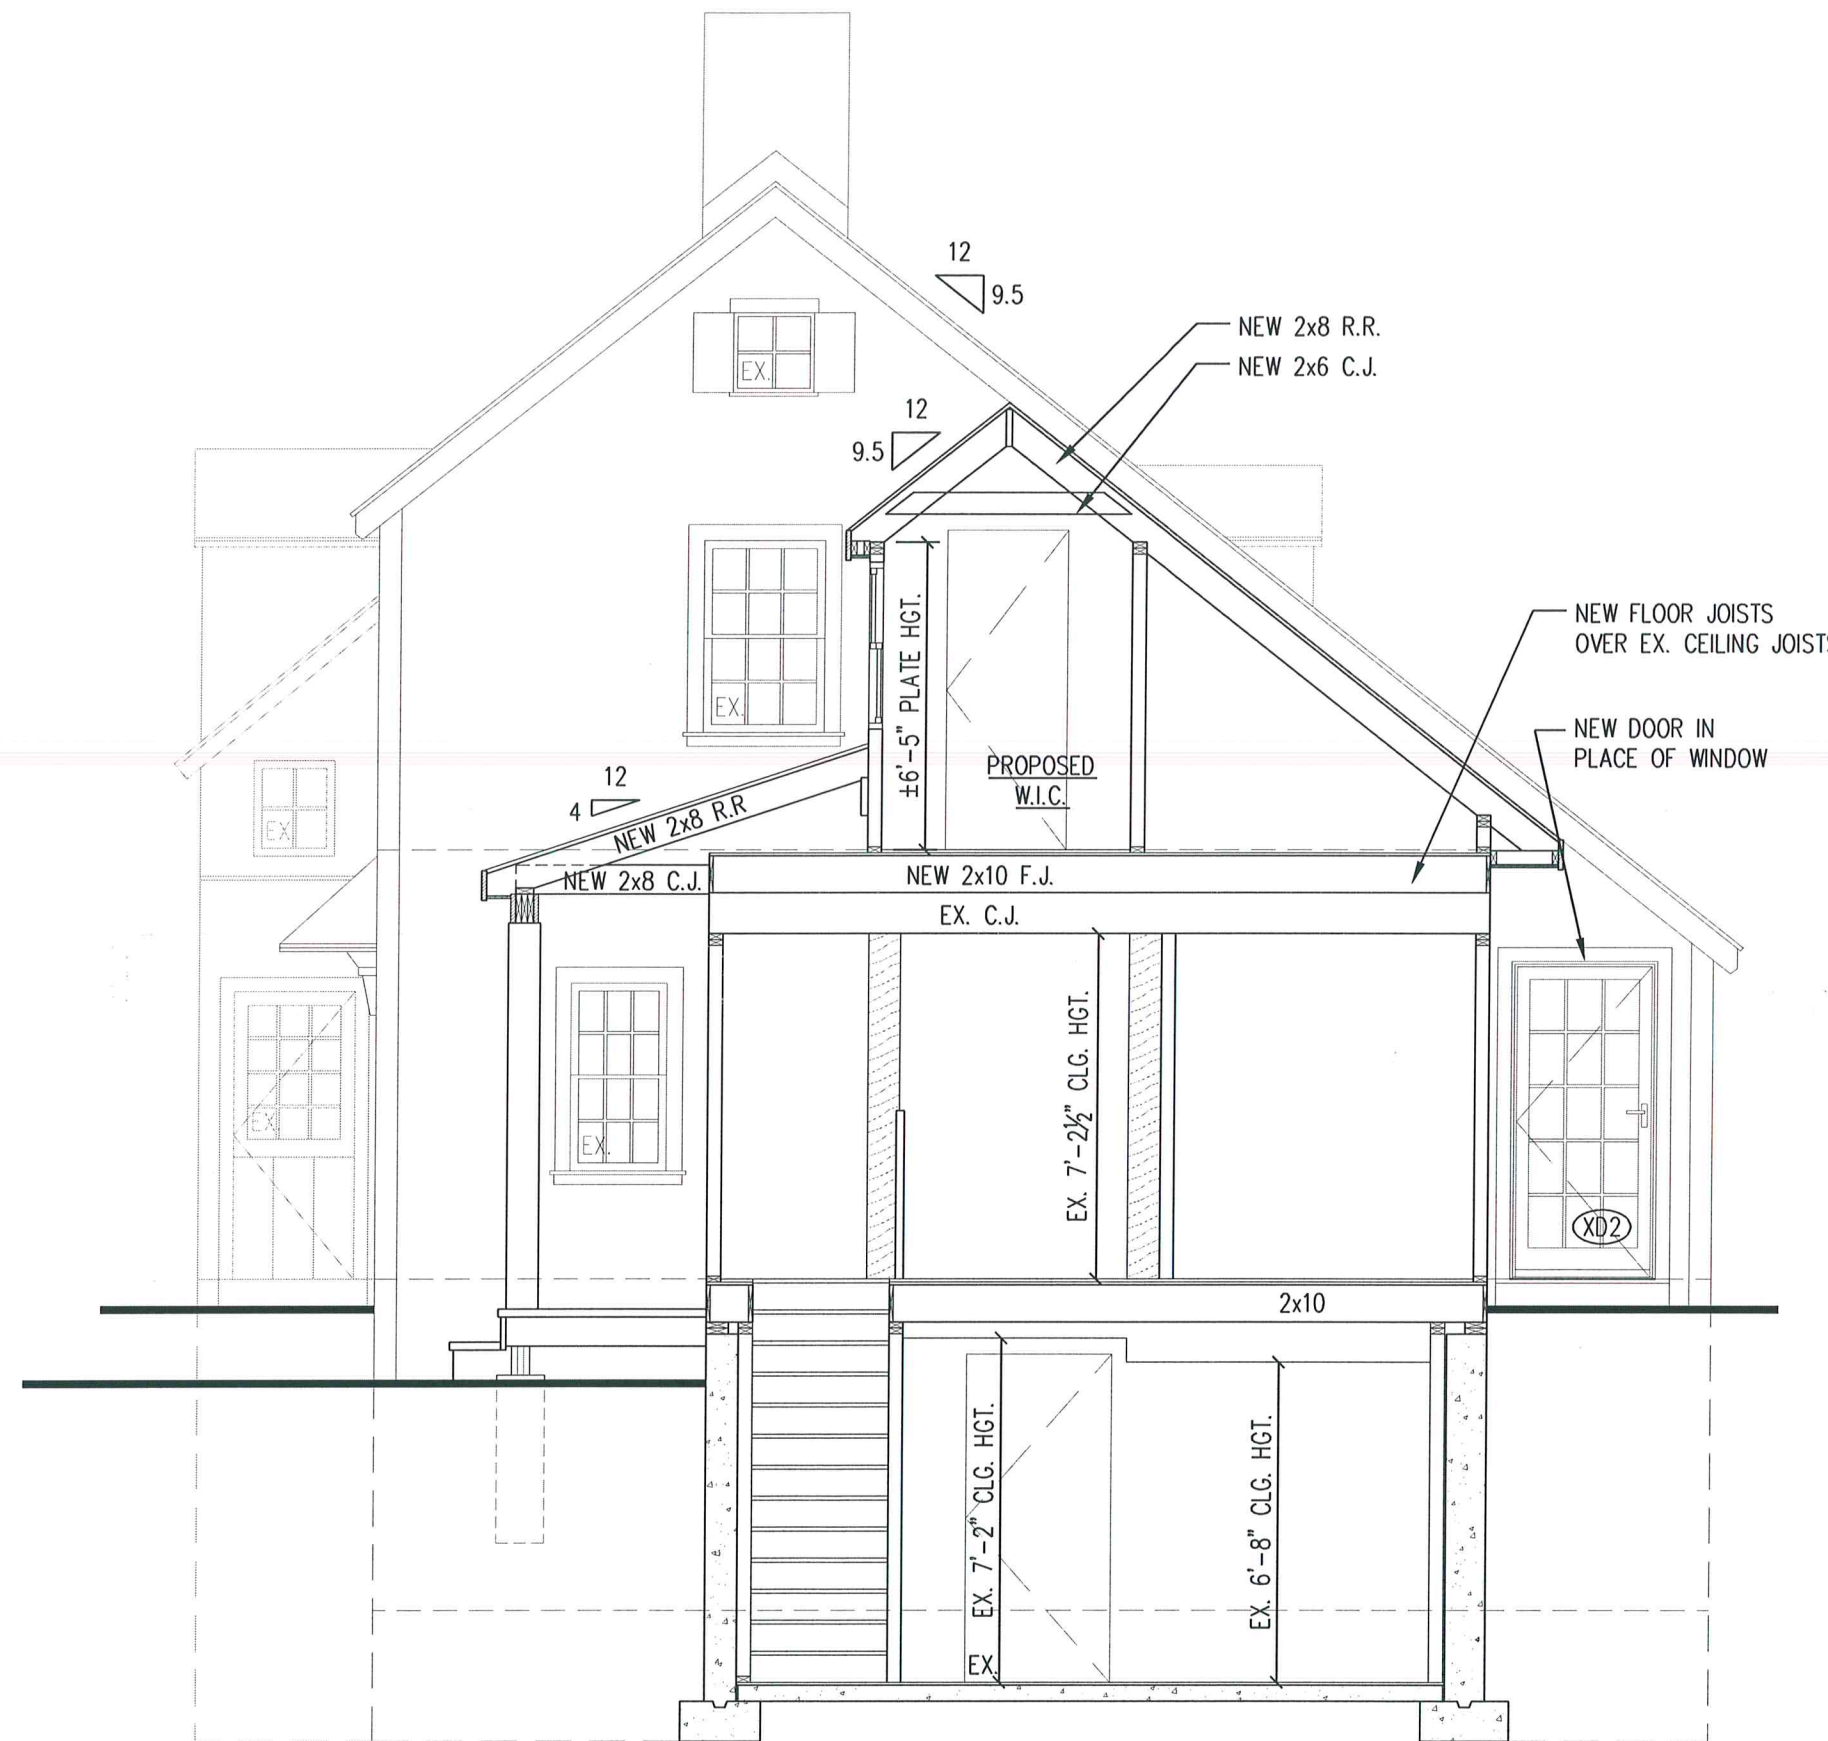 12
9.5
NEW 2x8 R.R.
NEW 2x6 C.J.
EX.
12
9.5
NEW FLOOR JOISTS
OVER EX. CEILING JOISTS
±6'-5" PLATE HGT.
EX.
NEW DOOR IN
PLACE OF WINDOW
PROPOSED
W.I.C.
12
4
NEW 2x8 R.R
EX
NEW 2x8 C.J.
NEW 2x10 F.J.
EX. C.J.
EX. 7'-2½" CLG. HGT.
EX
EX.
XD2
2x10
EX. 7'-2" CLG. HGT.
EX. 6'-8" CLG. HGT.
EX.